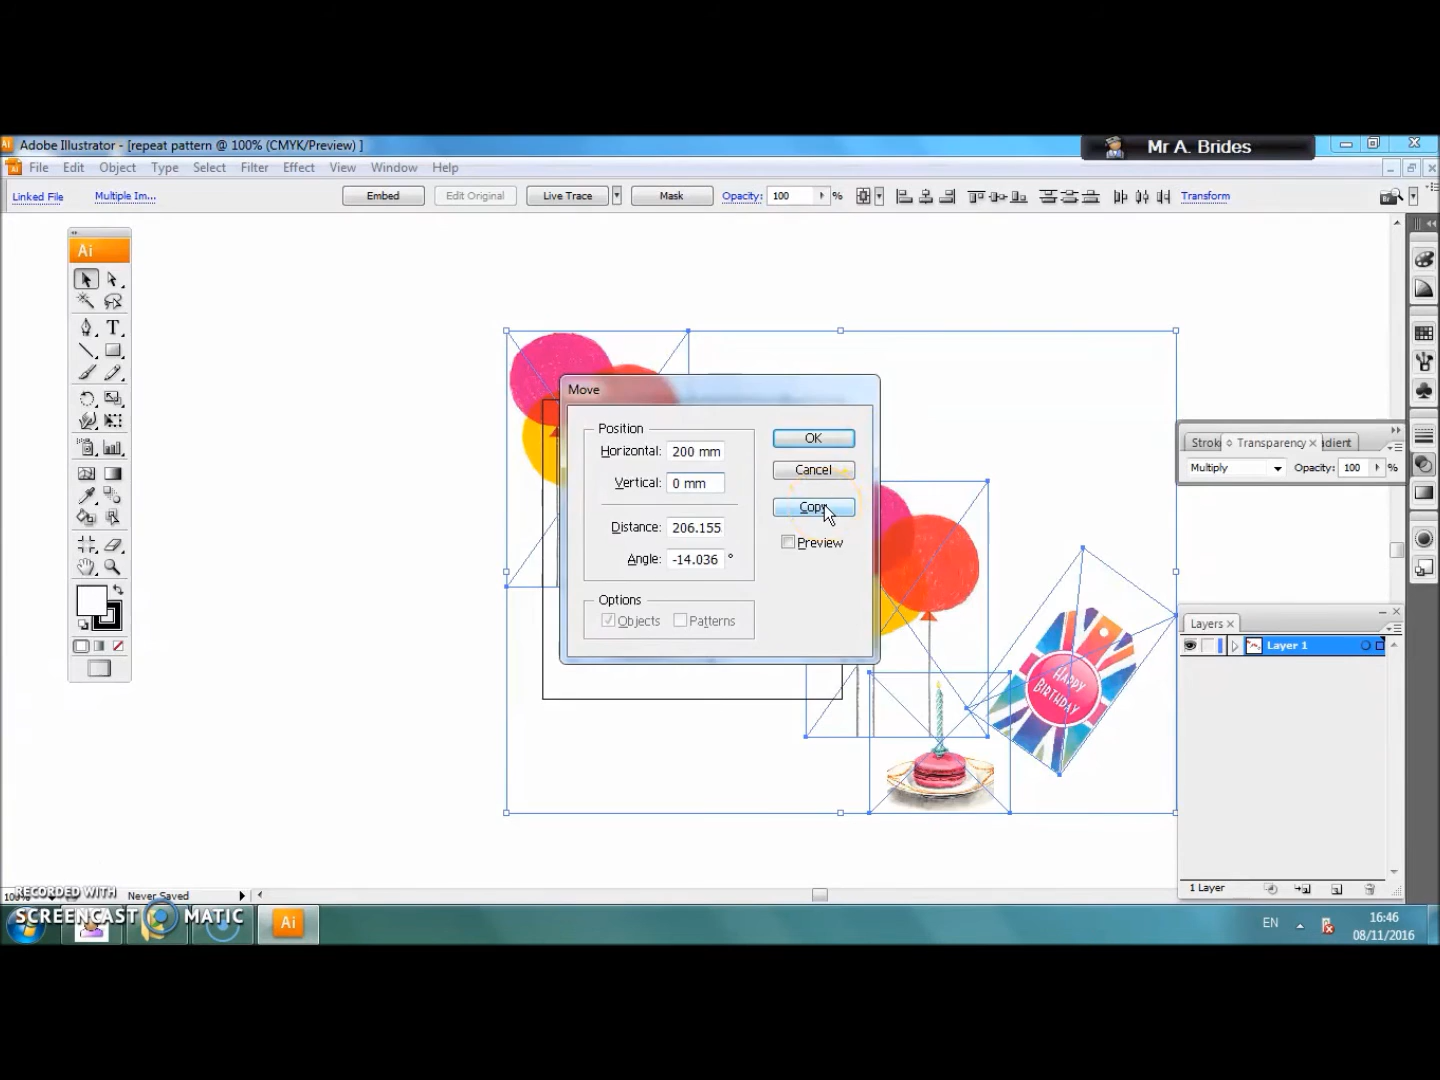 Mr A. Brides
Ai Adobe Illustrator - [repeat pattern @ 100% (CMYK/Preview) ]
Ai File Edit Object Type Select Filter Effect View Window Help
Linked File Multiple Im... Embed Edit Original Live Trace Mask Opacity: 100 % Transform
Ai
T
Move
Position
Horizontal: 200 mm
Vertical: 0 mm
Distance: 206.155
Angle: -14.036 °
Options
Objects Patterns
OK
Cancel
Copy
Preview
Strok Transparency adient
Multiply Opacity: 100 %
HAPPY
BIRTHDAY
Layers
Layer 1
1 Layer
Never Saved
RECORDED WITH
SCREENCAST MATIC
Ai
EN
16:46
08/11/2016